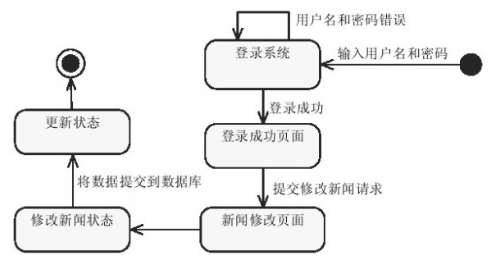 用户名和密码错误
登录系统
输入用户名和密码
登录成功
更新状态
登录成功页面
将数据提交到数据库
提交修改新闻请求
修改新闻状态
新闻修改页面